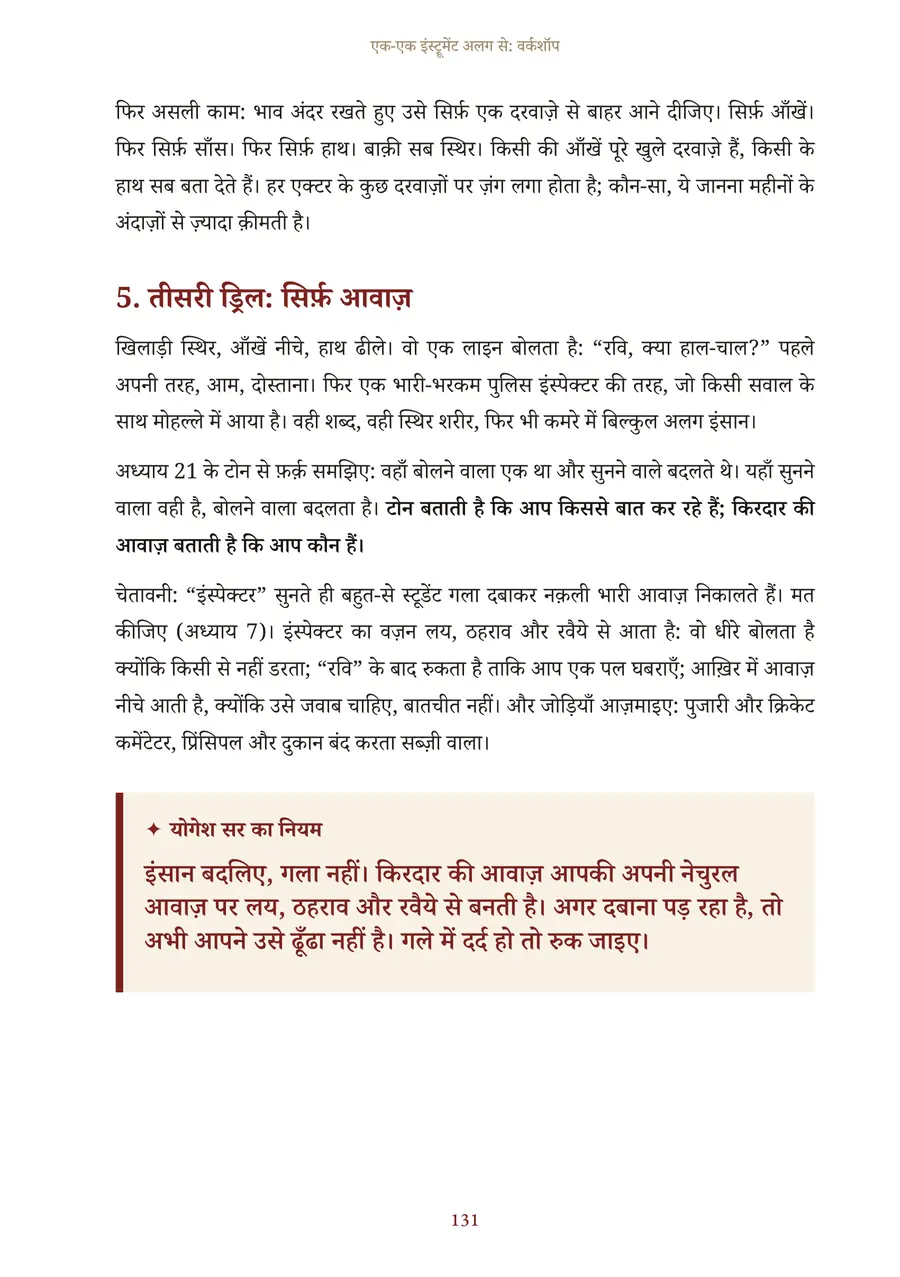 एक-एक इंस्ट्रूमेंट अलग से: वर्कशॉप
फिर असली काम: भाव अंदर रखते हुए उसे सिर्फ़ एक दरवाज़े से बाहर आने दीजिए। सिर्फ़ आँखें।
फिर सिर्फ़ साँस। फिर सिर्फ़ हाथ। बाक़ी सब स्थिर। किसी की आँखें पूरे खुले दरवाज़े हैं, किसी के
हाथ सब बता देते हैं। हर एक्टर के कुछ दरवाज़ों पर ज़ंग लगा होता है; कौन-सा, ये जानना महीनों के
अंदाज़ों से ज़्यादा क़ीमती है।
5. तीसरी ड्रिल: सिर्फ़ आवाज़
खिलाड़ी स्थिर, आँखें नीचे, हाथ ढीले। वो एक लाइन बोलता है: “रवि, क्या हाल-चाल?” पहले
अपनी तरह, आम, दोस्ताना। फिर एक भारी-भरकम पुलिस इंस्पेक्टर की तरह, जो किसी सवाल के
साथ मोहल्ले में आया है। वही शब्द, वही स्थिर शरीर, फिर भी कमरे में बिल्कुल अलग इंसान।
अध्याय 21 के टोन से फ़र्क़ समझिए: वहाँ बोलने वाला एक था और सुनने वाले बदलते थे। यहाँ सुनने
वाला वही है, बोलने वाला बदलता है। टोन बताती है कि आप किससे बात कर रहे हैं; किरदार की
आवाज़ बताती है कि आप कौन हैं।
चेतावनी: “इंस्पेक्टर” सुनते ही बहुत-से स्टूडेंट गला दबाकर नक़ली भारी आवाज़ निकालते हैं। मत
कीजिए (अध्याय 7)। इंस्पेक्टर का वज़न लय, ठहराव और रवैये से आता है: वो धीरे बोलता है
क्योंकि किसी से नहीं डरता; “रवि” के बाद रुकता है ताकि आप एक पल घबराएँ; आख़िर में आवाज़
नीचे आती है, क्योंकि उसे जवाब चाहिए, बातचीत नहीं। और जोड़ियाँ आज़माइए: पुजारी और क्रिकेट
कमेंटेटर, प्रिंसिपल और दुकान बंद करता सब्ज़ी वाला।
✦ योगेश सर का नियम
इंसान बदलिए, गला नहीं। किरदार की आवाज़ आपकी अपनी नेचुरल
आवाज़ पर लय, ठहराव और रवैये से बनती है। अगर दबाना पड़ रहा है, तो
अभी आपने उसे ढूँढा नहीं है। गले में दर्द हो तो रुक जाइए।
131